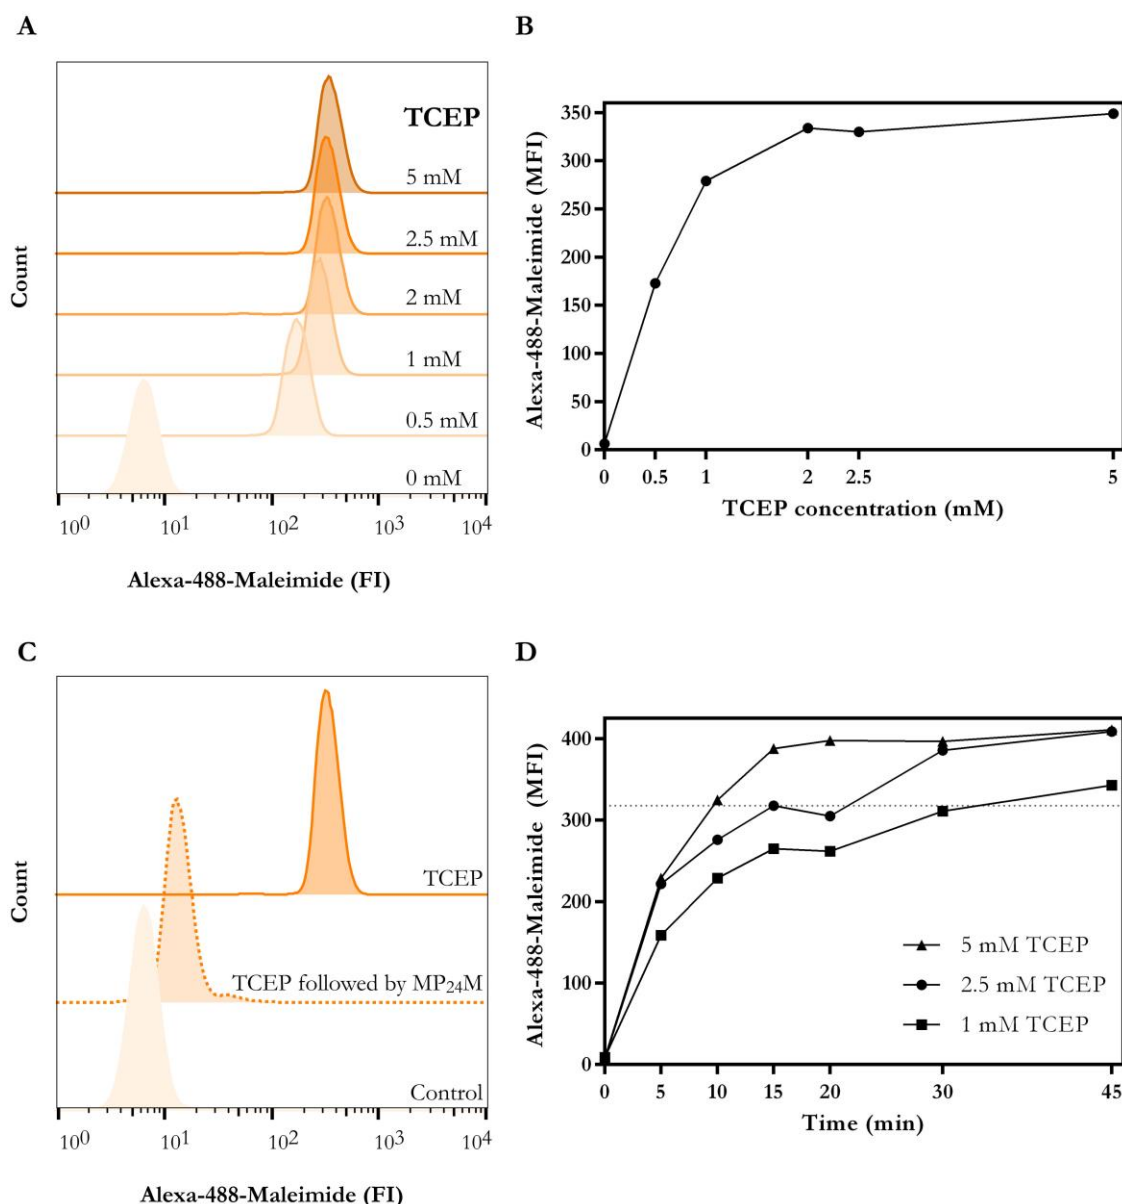 A
TCEP
5 mM
2.5 mM
2 mM
1 mM
0.5 mM
0 mM
Count
10⁰ 10¹ 10² 10³ 10⁴
Alexa-488-Maleimide (FI)
B
Alexa-488-Maleimide (MFI)
350
300
250
200
150
100
50
0
0 0.5 1 2 2.5 5
TCEP concentration (mM)
C
TCEP
TCEP followed by MP₂₄M
Control
Count
10⁰ 10¹ 10² 10³ 10⁴
Alexa-488-Maleimide (FI)
D
Alexa-488-Maleimide (MFI)
400
300
200
100
0
5 mM TCEP
2.5 mM TCEP
1 mM TCEP
0 5 10 15 20 30 45
Time (min)